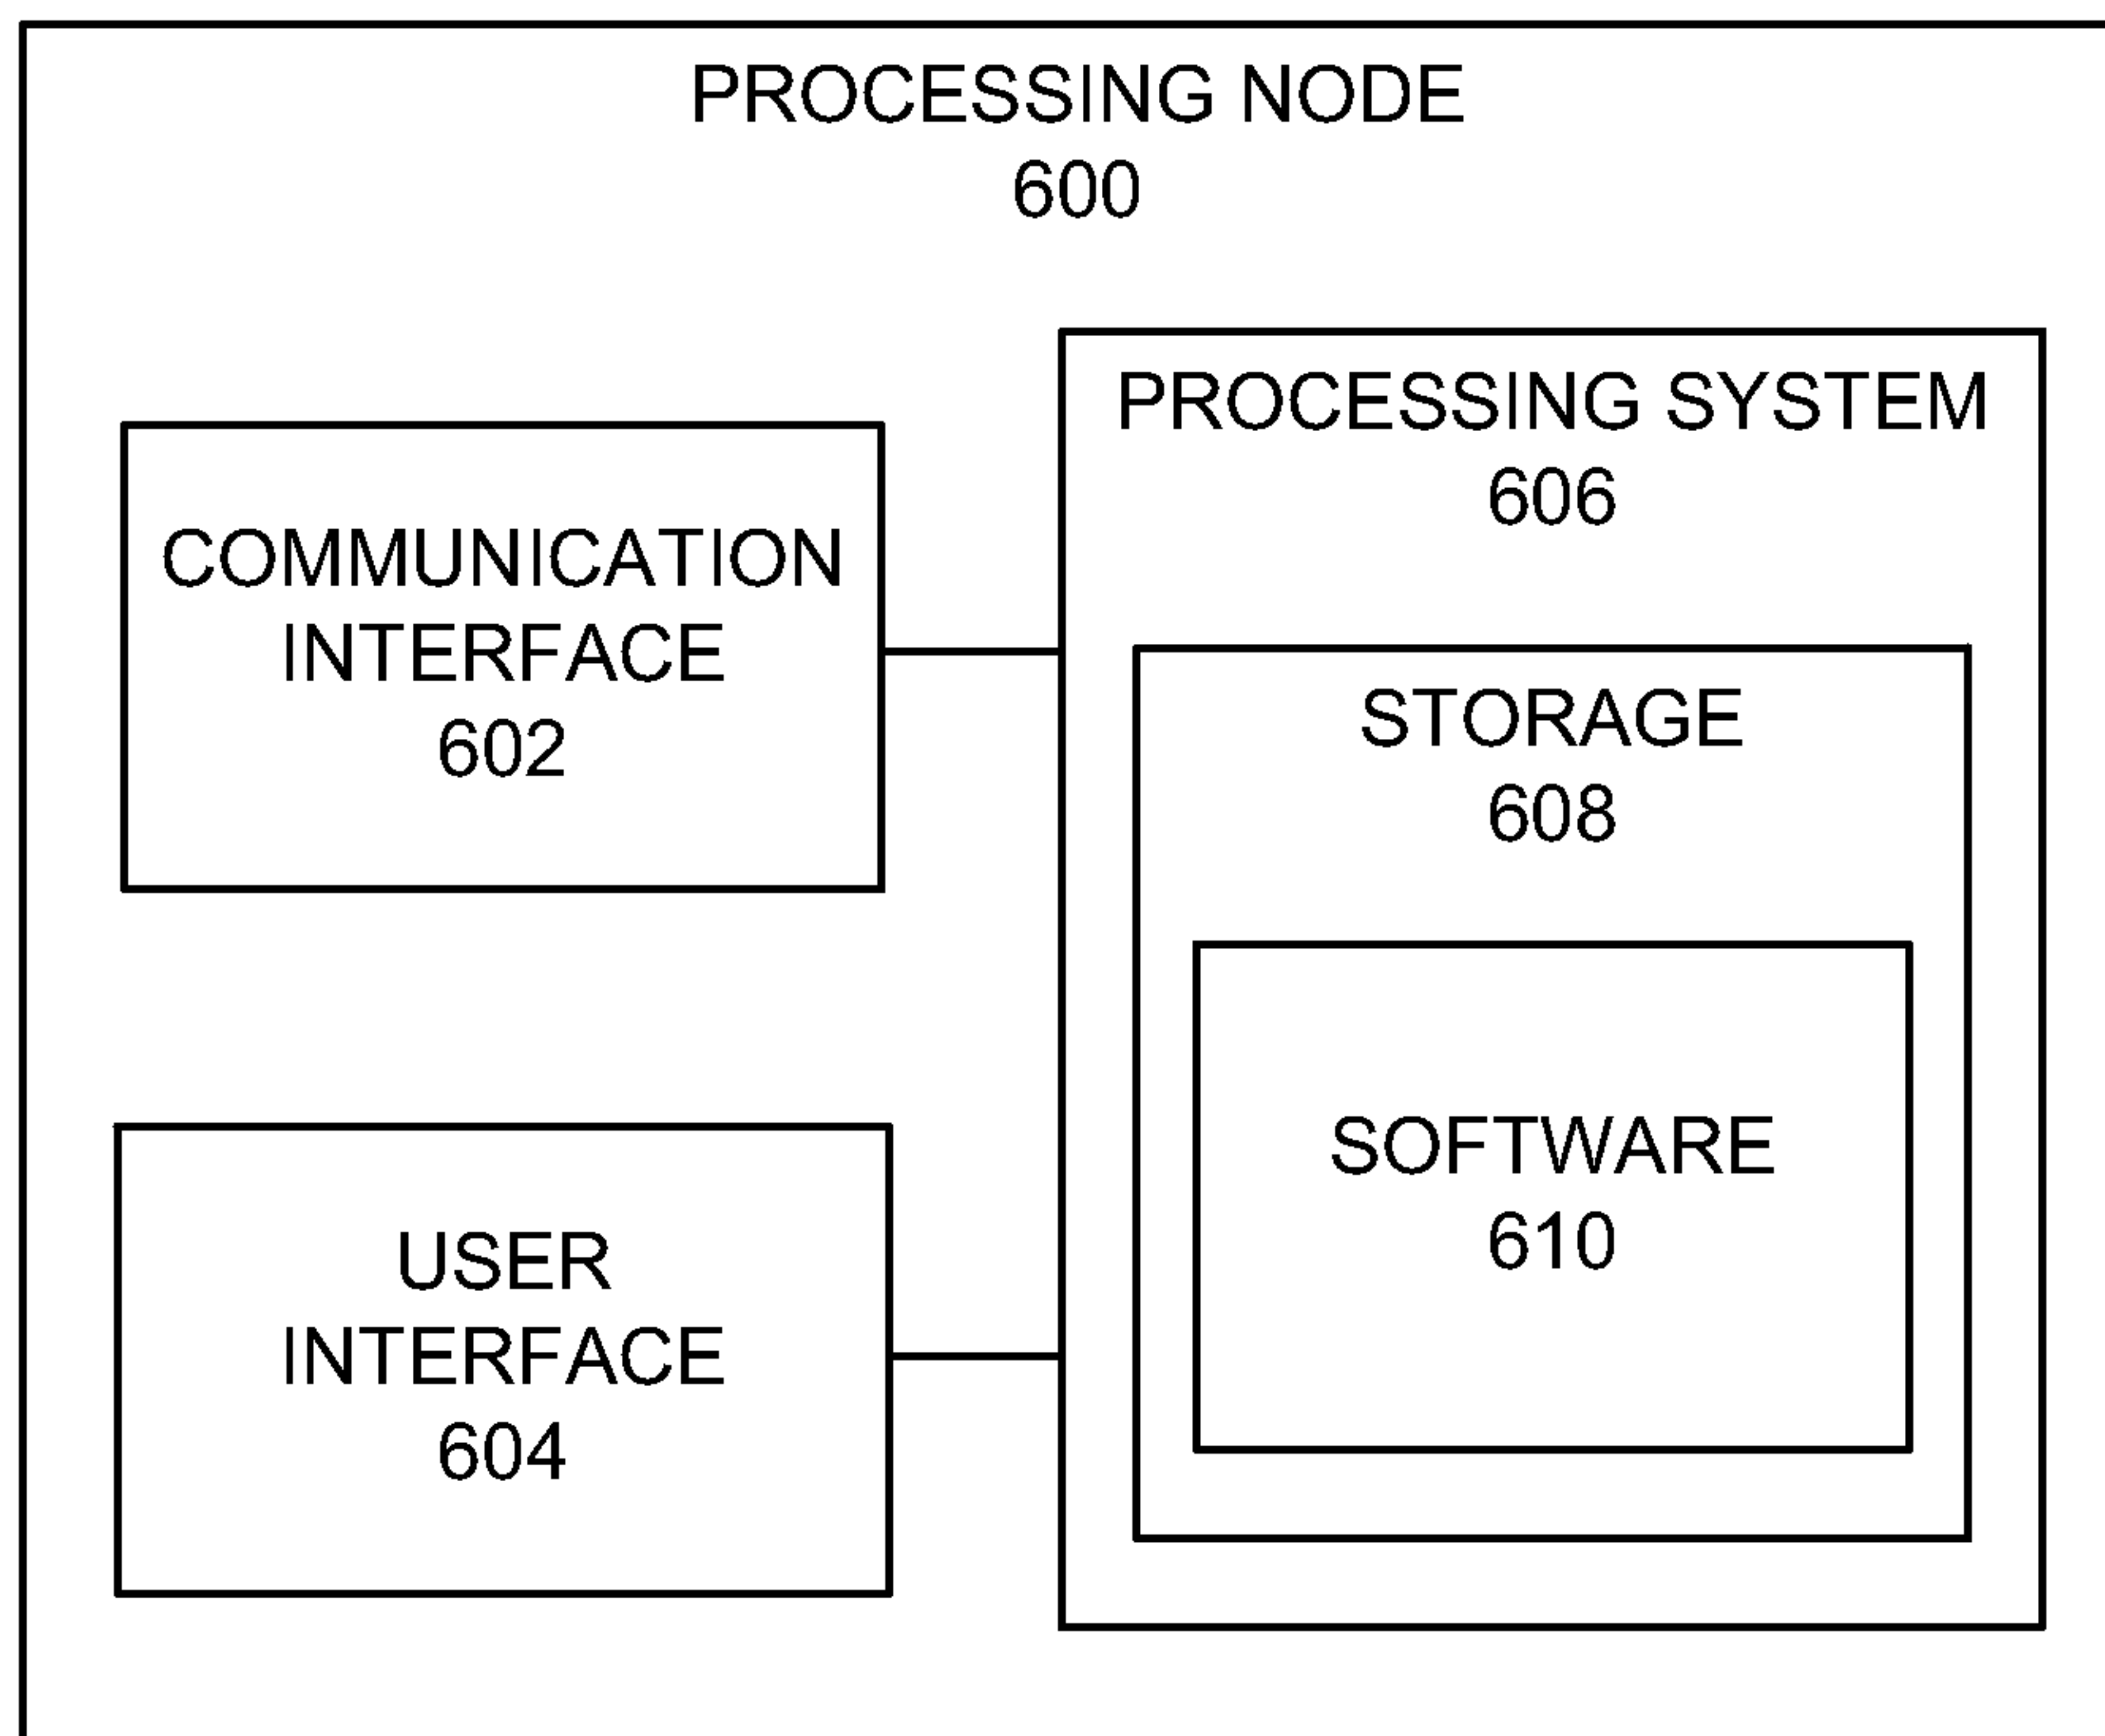 PROCESSING NODE
600
COMMUNICATION
INTERFACE
602
USER
INTERFACE
604
PROCESSING SYSTEM
606
STORAGE
608
SOFTWARE
610